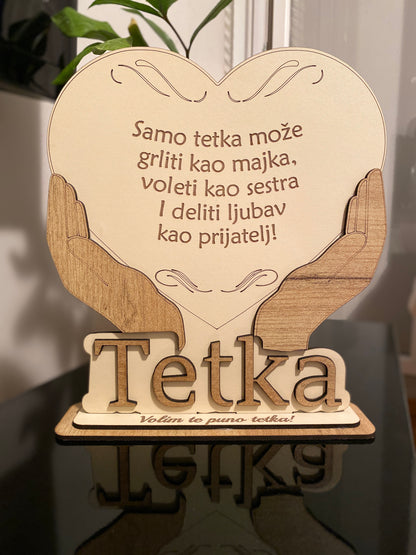 Samo tetka može
grliti kao majka,
voleti kao sestra
I deliti ljubav
kao prijatelj!
Tetka
Volim te puno tetka!